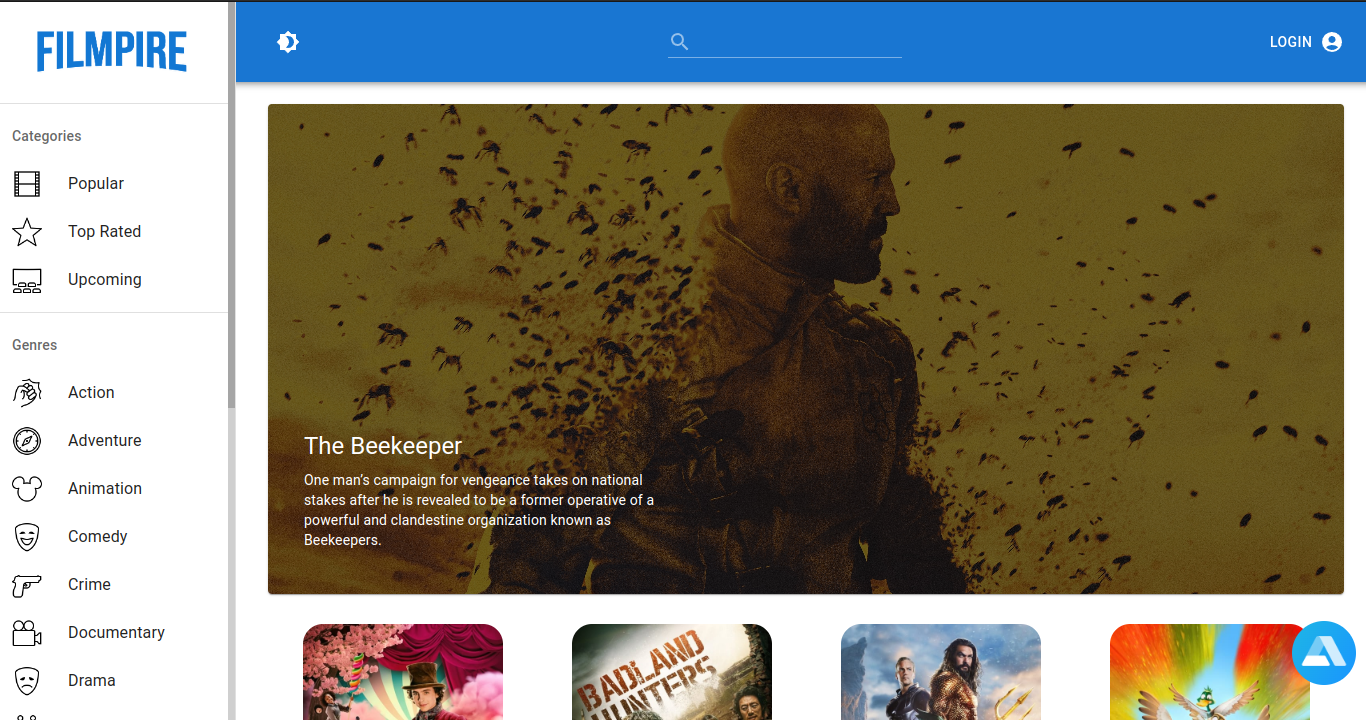 FILMPIRE
LOGIN
Categories
Popular
Top Rated
Upcoming
Genres
Action
Adventure
Animation
Comedy
Crime
Documentary
Drama
The Beekeeper
One man’s campaign for vengeance takes on national
stakes after he is revealed to be a former operative of a
powerful and clandestine organization known as
Beekeepers.
BADLAND
HUNTERS